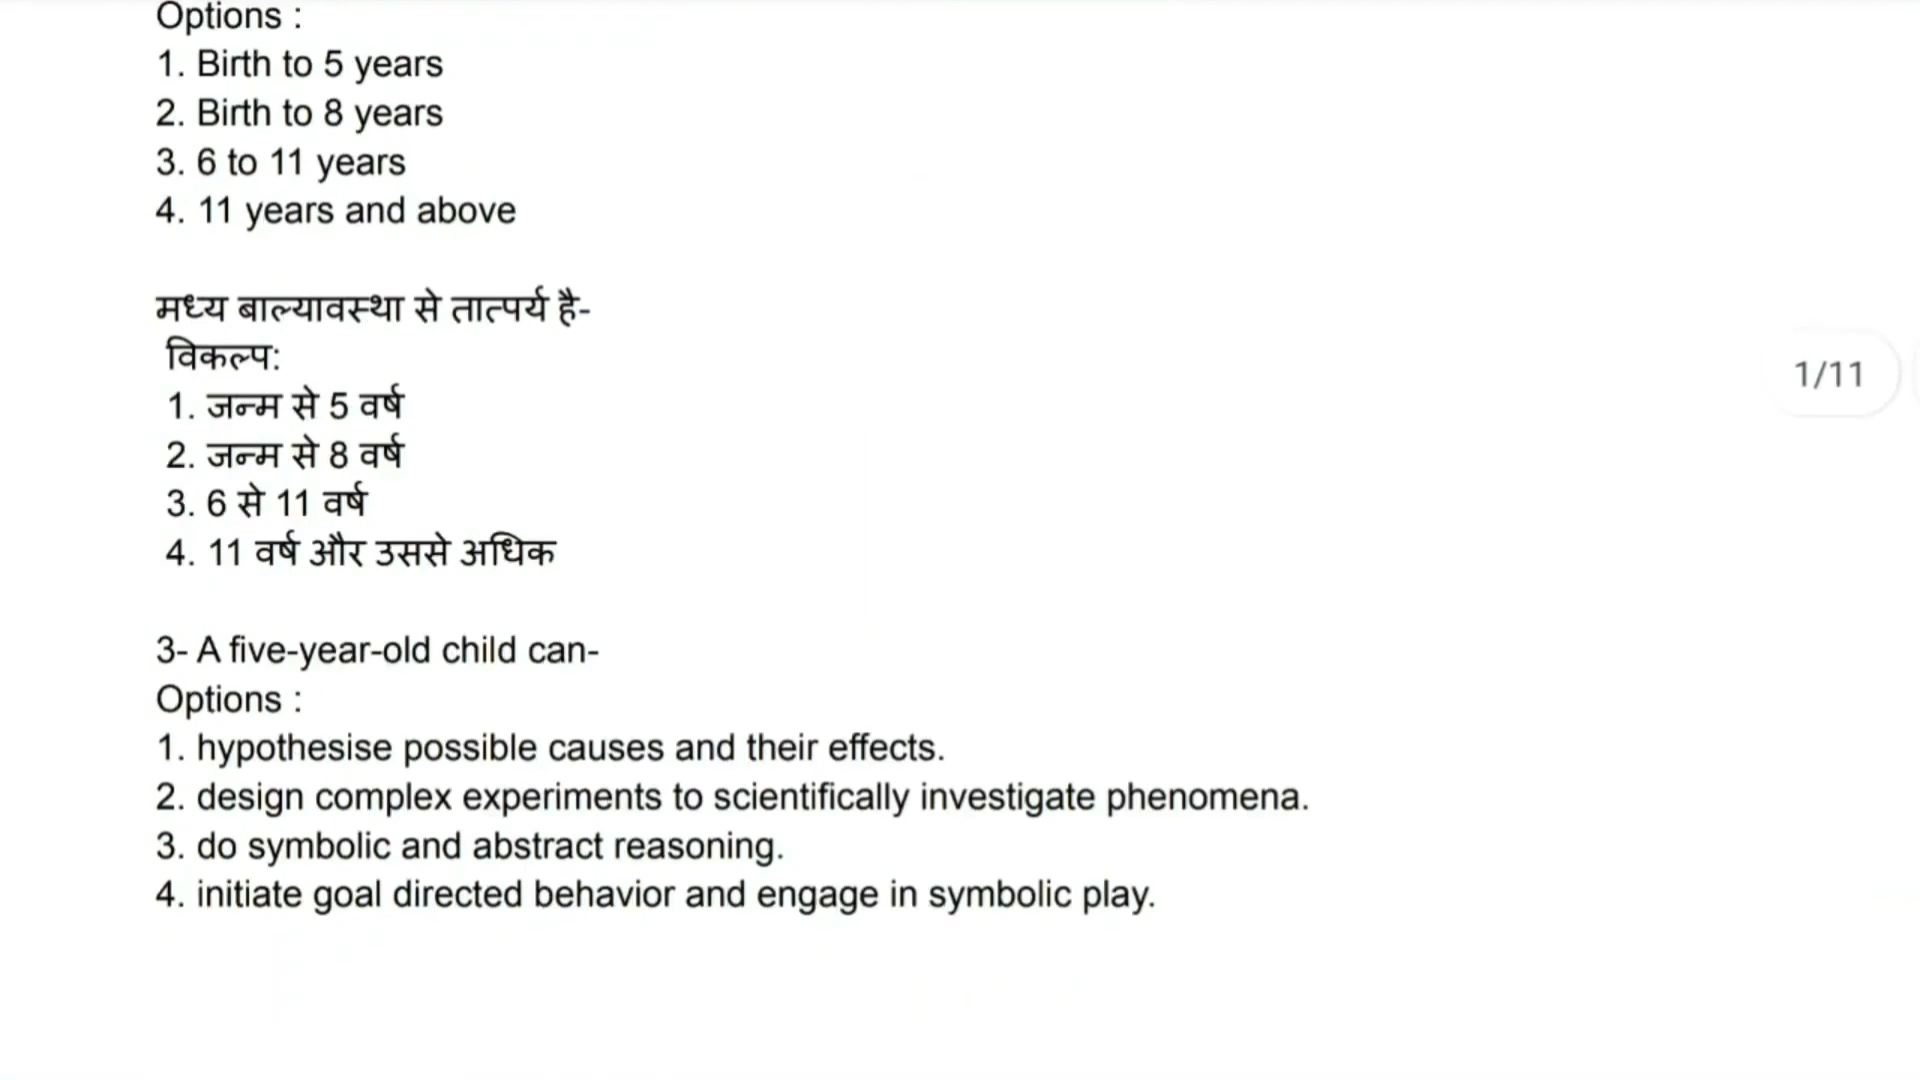 Options :
1. Birth to 5 years
2. Birth to 8 years
3. 6 to 11 years
4. 11 years and above
मध्य बाल्यावस्था से तात्पर्य है-
विकल्प:
1. जन्म से 5 वर्ष
2. जन्म से 8 वर्ष
3. 6 से 11 वर्ष
4. 11 वर्ष और उससे अधिक
1/11
3- A five-year-old child can-
Options :
1. hypothesise possible causes and their effects.
2. design complex experiments to scientifically investigate phenomena.
3. do symbolic and abstract reasoning.
4. initiate goal directed behavior and engage in symbolic play.